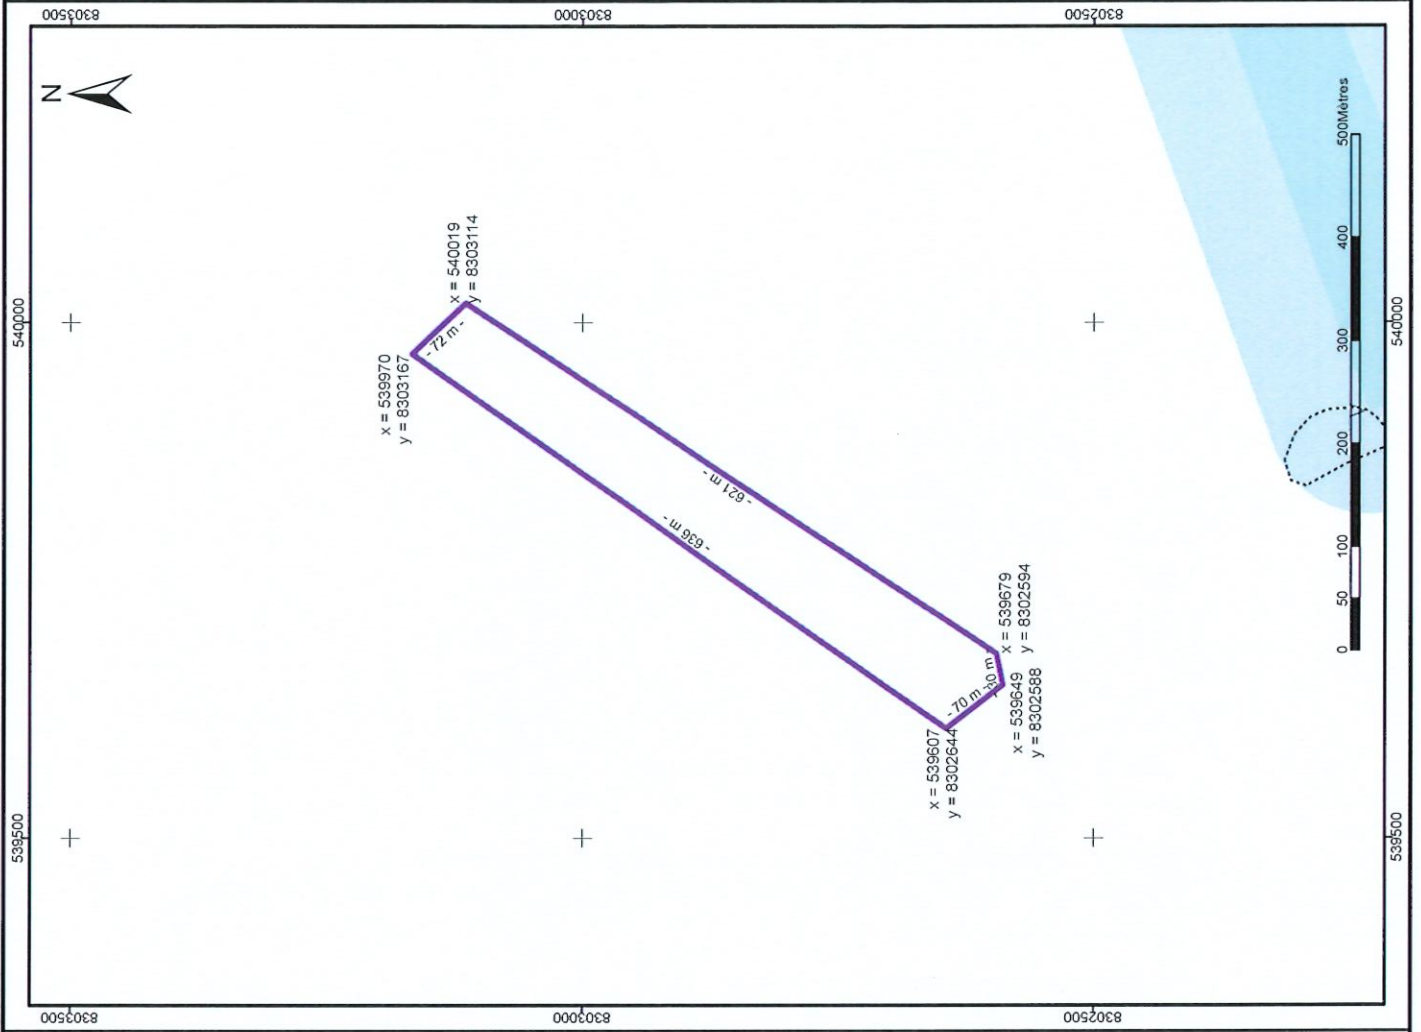 8303500
8303000
8302500
N
540000
540000
x = 540019
y = 8303114
x = 539970
y = 8303167
- 72 m -
- 621 m -
- 636 m -
x = 539679
y = 8302594
x = 539649
y = 8302588
- 70 m -
x = 539607
y = 8302644
0 50 100 200 300 400 500Mètres
539500
539500
8303500
8303000
8302500